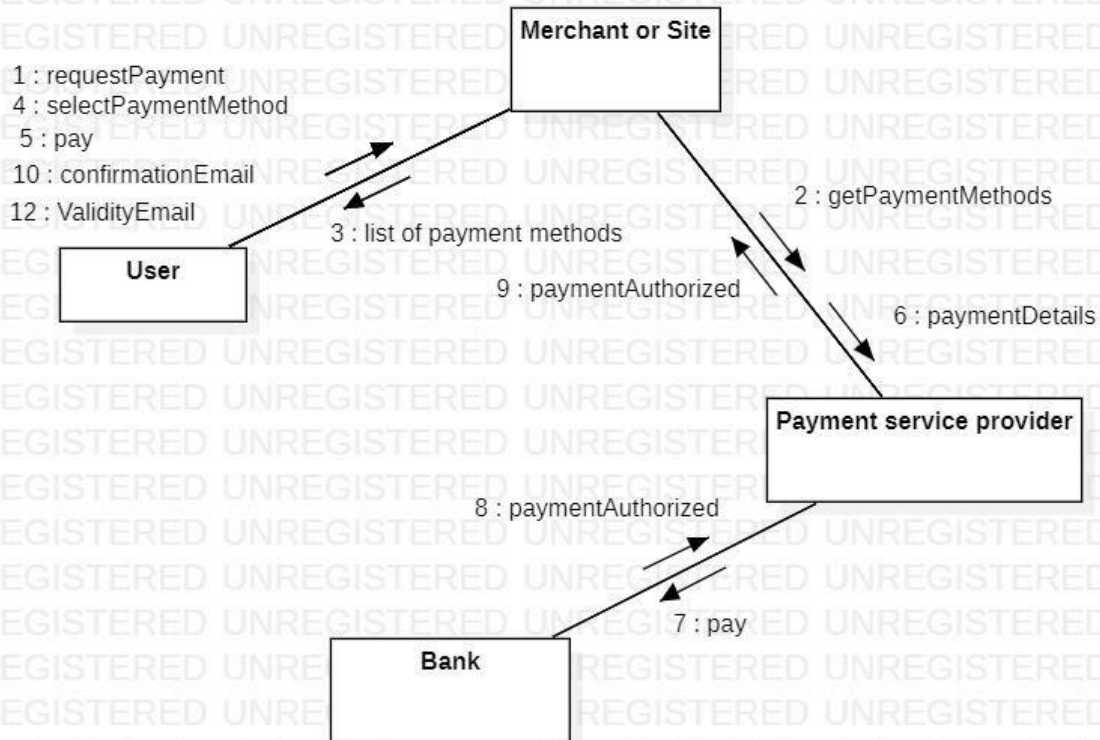 Merchant or Site
1 : requestPayment
4 : selectPaymentMethod
5 : pay
10 : confirmationEmail
12 : ValidityEmail
2 : getPaymentMethods
3 : list of payment methods
User
9 : paymentAuthorized
6 : paymentDetails
Payment service provider
8 : paymentAuthorized
7 : pay
Bank
UNREGISTERED